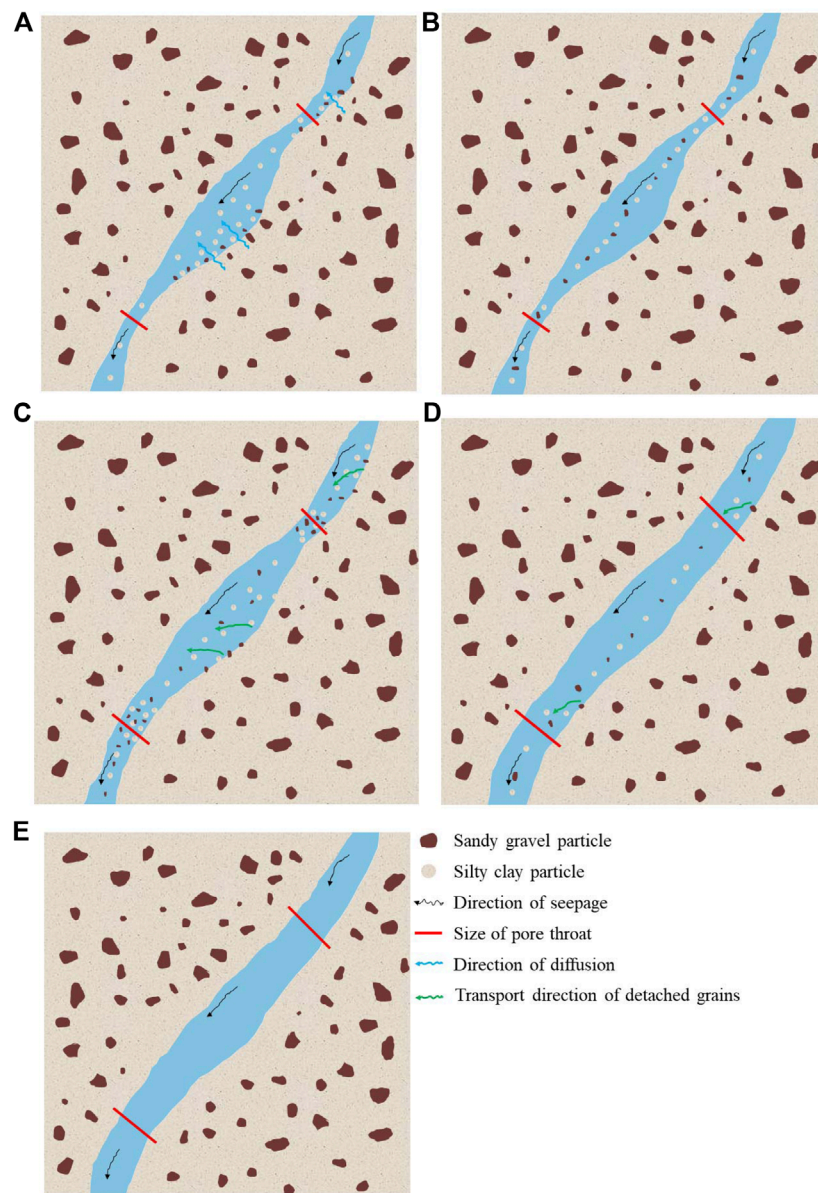 A
B
C
D
E
Sandy gravel particle
Silty clay particle
Direction of seepage
Size of pore throat
Direction of diffusion
Transport direction of detached grains